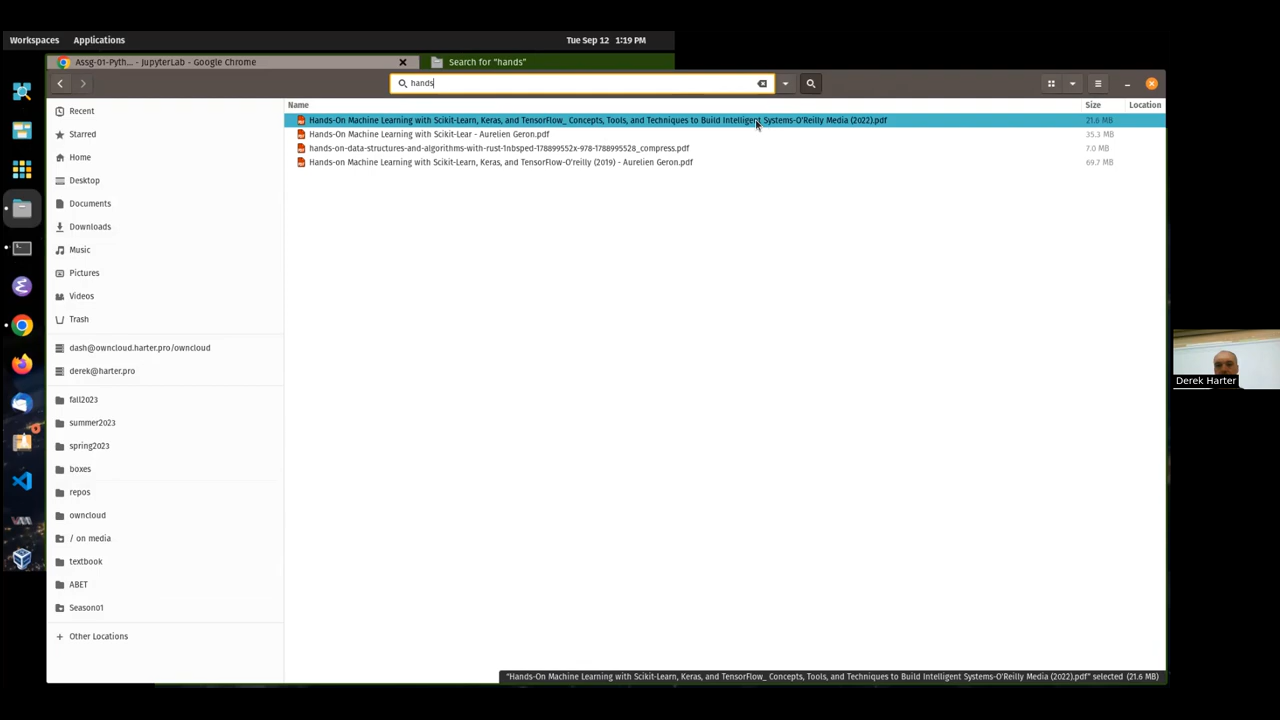 Workspaces Applications Tue Sep 12 1:19 PM
Assg-01-Pyth... - JupyterLab - Google Chrome Search for "hands"
hands
Name Size Location
Recent
Starred
Home
Desktop
Documents
Downloads
Music
Pictures
Videos
Trash
dash@owncloud.harter.pro/owncloud
derek@harter.pro
fall2023
summer2023
spring2023
boxes
repos
owncloud
/ on media
textbook
ABET
Season01
Other Locations
Hands-On Machine Learning with Scikit-Learn, Keras, and TensorFlow_ Concepts, Tools, and Techniques to Build Intelligent Systems-O'Reilly Media (2022).pdf 21.6 MB
Hands-On Machine Learning with Scikit-Lear - Aurelien Geron.pdf 35.3 MB
hands-on-data-structures-and-algorithms-with-rust-1nbsped-178899552x-978-1788995528_compress.pdf 7.0 MB
Hands-on Machine Learning with Scikit-Learn, Keras, and TensorFlow-O'reilly (2019) - Aurelien Geron.pdf 69.7 MB
"Hands-On Machine Learning with Scikit-Learn, Keras, and TensorFlow_ Concepts, Tools, and Techniques to Build Intelligent Systems-O'Reilly Media (2022).pdf" selected (21.6 MB)
Derek Harter